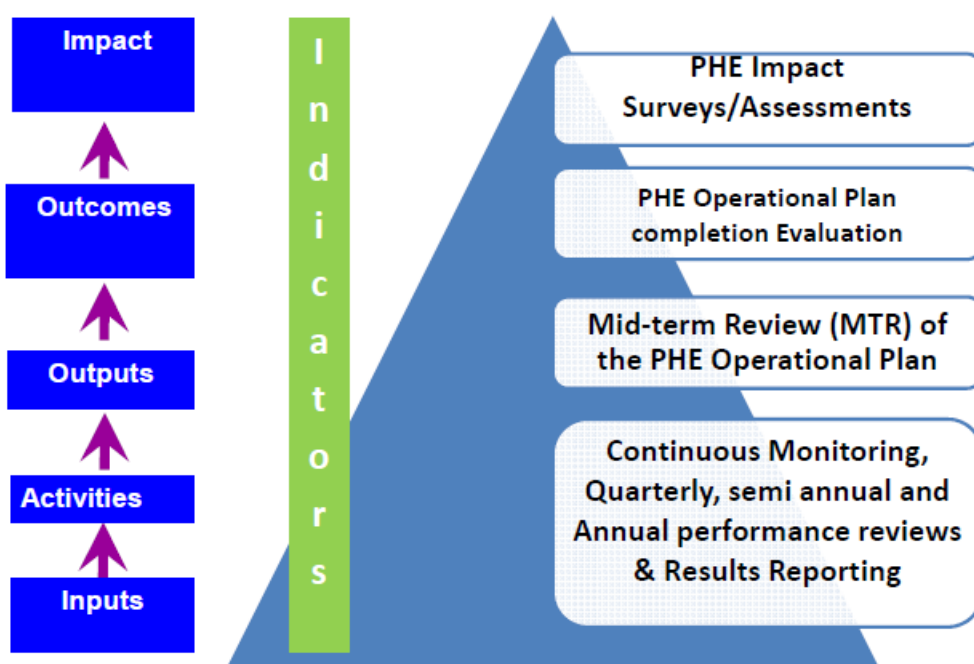 Impact
Outcomes
Outputs
Activities
Inputs
Indicators
PHE Impact
Surveys/Assessments
PHE Operational Plan
completion Evaluation
Mid-term Review (MTR) of
the PHE Operational Plan
Continuous Monitoring,
Quarterly, semi annual and
Annual performance reviews
& Results Reporting